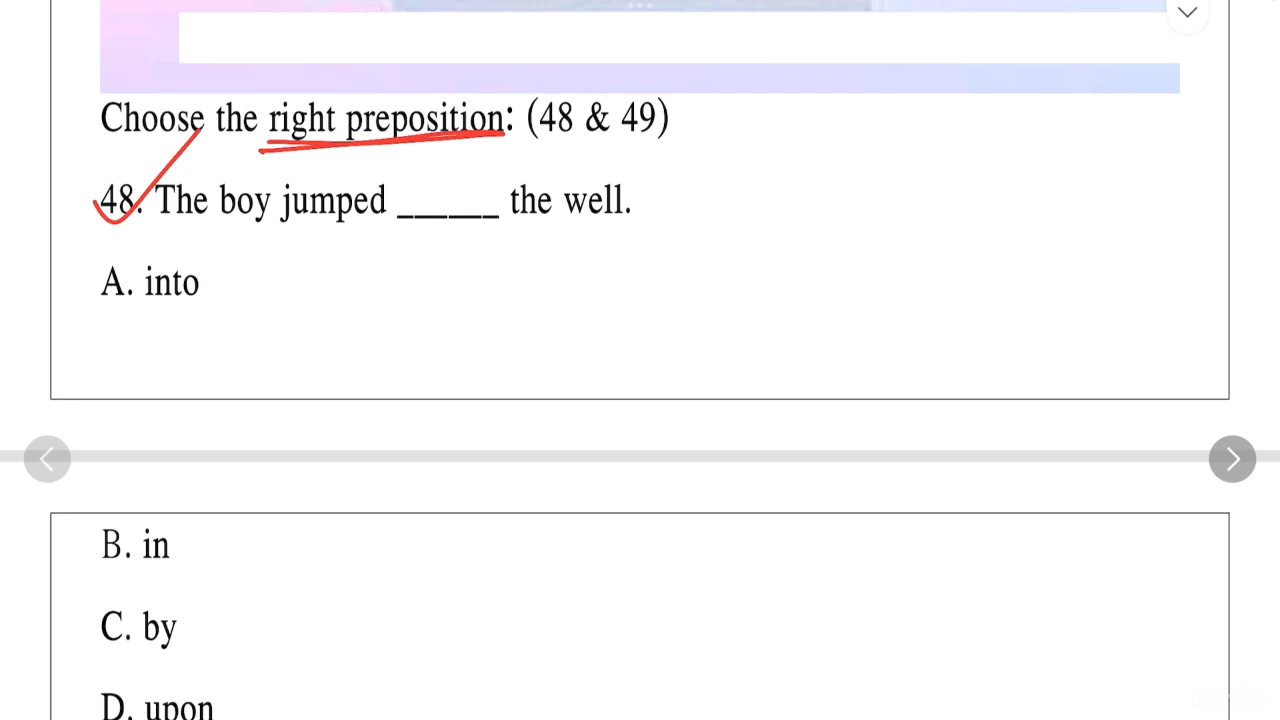 Choose the right preposition: (48 & 49)
48. The boy jumped ______ the well.
A. into
B. in
C. by
D. upon